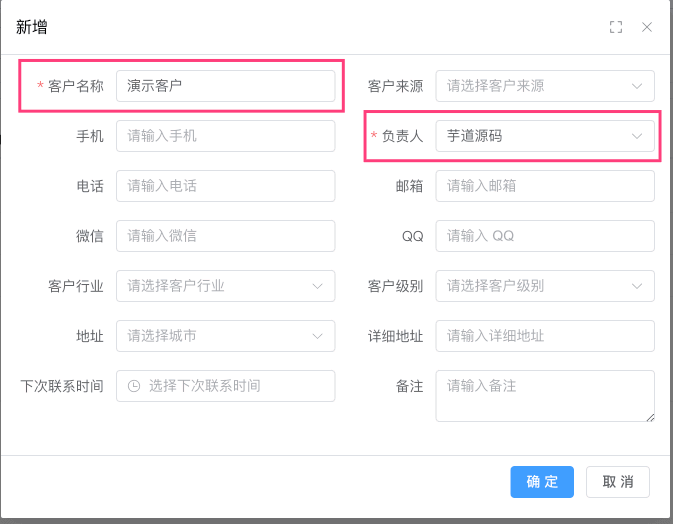 新增
* 客户名称 演示客户 客户来源 请选择客户来源
手机 请输入手机 * 负责人 芋道源码
电话 请输入电话 邮箱 请输入邮箱
微信 请输入微信 QQ 请输入 QQ
客户行业 请选择客户行业 客户级别 请选择客户级别
地址 请选择城市 详细地址 请输入详细地址
下次联系时间 选择下次联系时间 备注 请输入备注
确定 取消